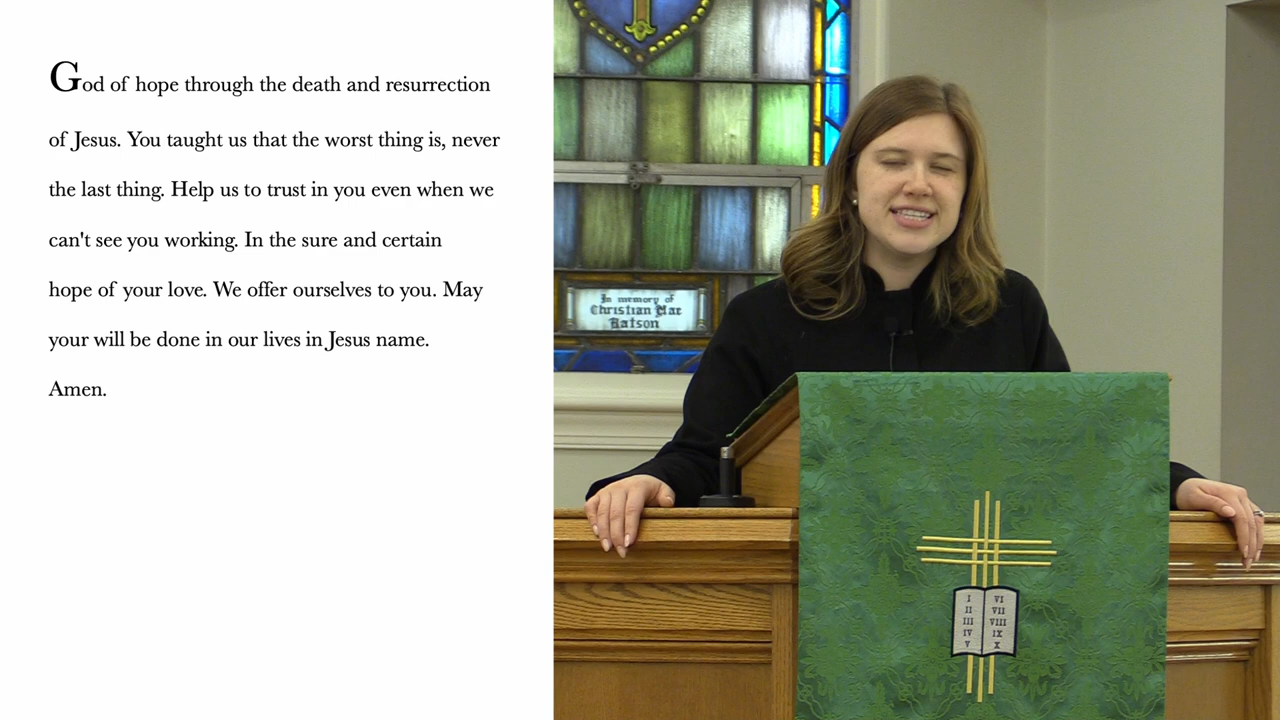 God of hope through the death and resurrection
of Jesus. You taught us that the worst thing is, never
the last thing. Help us to trust in you even when we
can't see you working. In the sure and certain
hope of your love. We offer ourselves to you. May
your will be done in our lives in Jesus name.
Amen.
In memory of
Christian Mae
Batson
I VI
II VII
III VIII
IV IX
V X